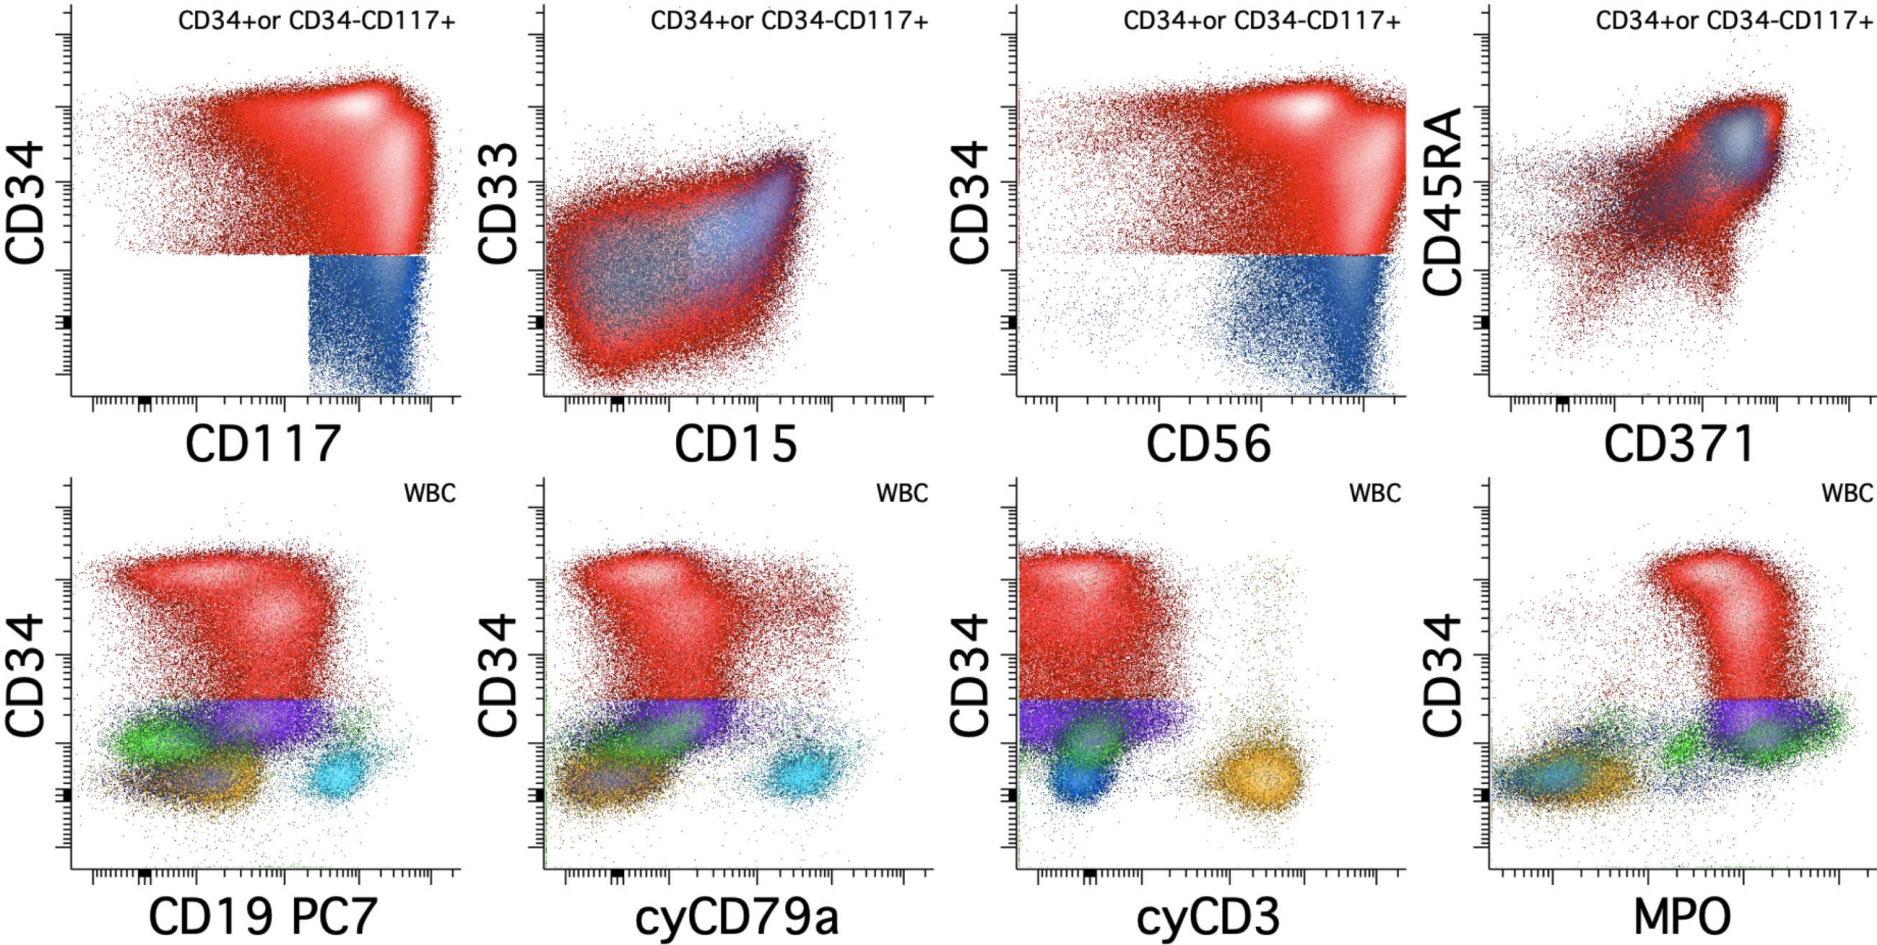 CD34+or CD34-CD117+
CD34
CD117
CD34+or CD34-CD117+
CD33
CD15
CD34+or CD34-CD117+
CD34
CD56
CD34+or CD34-CD117+
CD45RA
CD371
WBC
CD34
CD19 PC7
WBC
CD34
cyCD79a
WBC
CD34
cyCD3
WBC
CD34
MPO